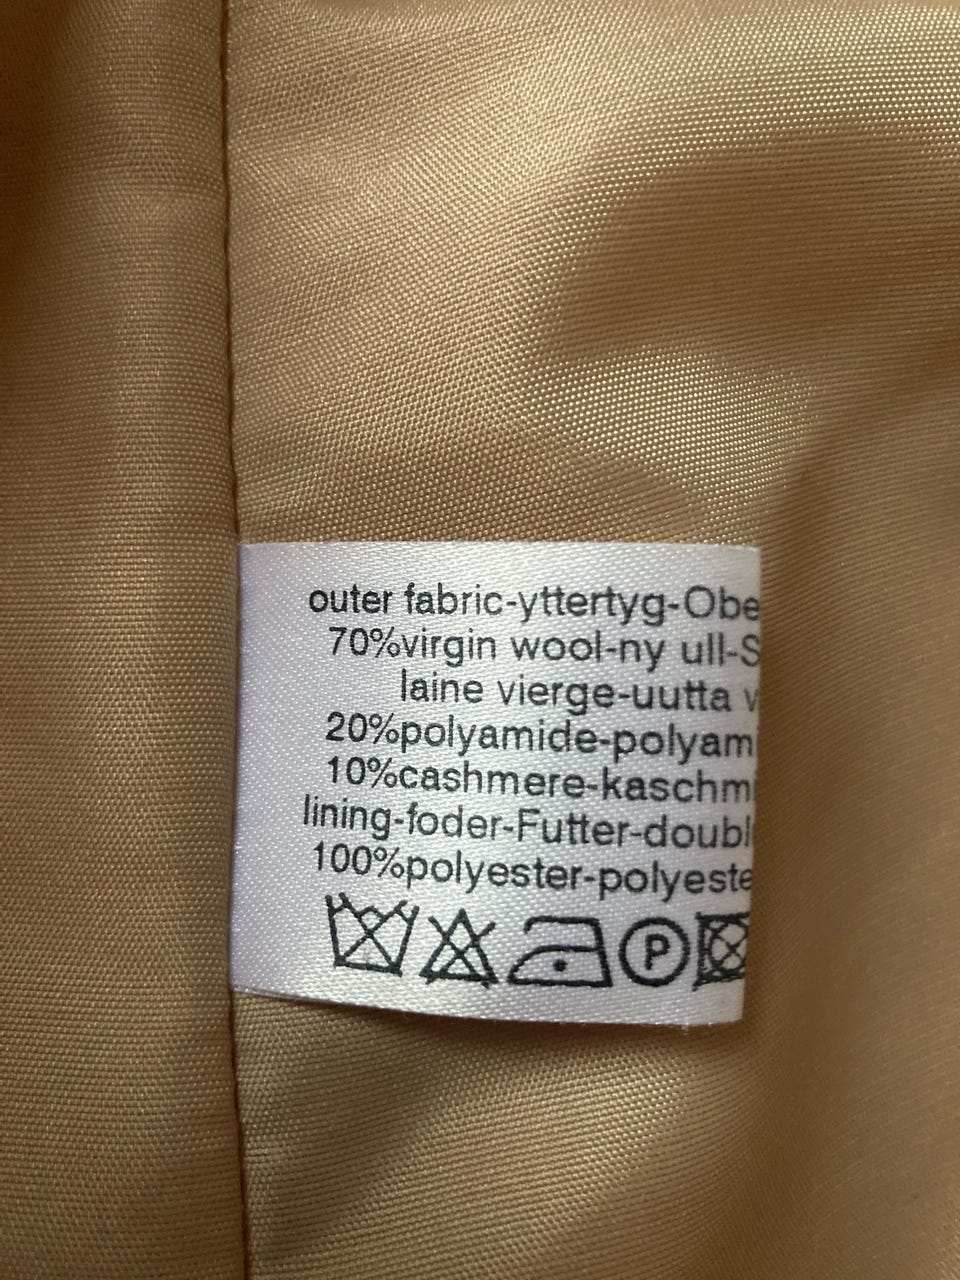 outer fabric-yttertyg-Obe
70%virgin wool-ny ull-S
laine vierge-uutta v
20%polyamide-polyam
10%cashmere-kaschm
lining-foder-Futter-doubl
100%polyester-polyeste
P